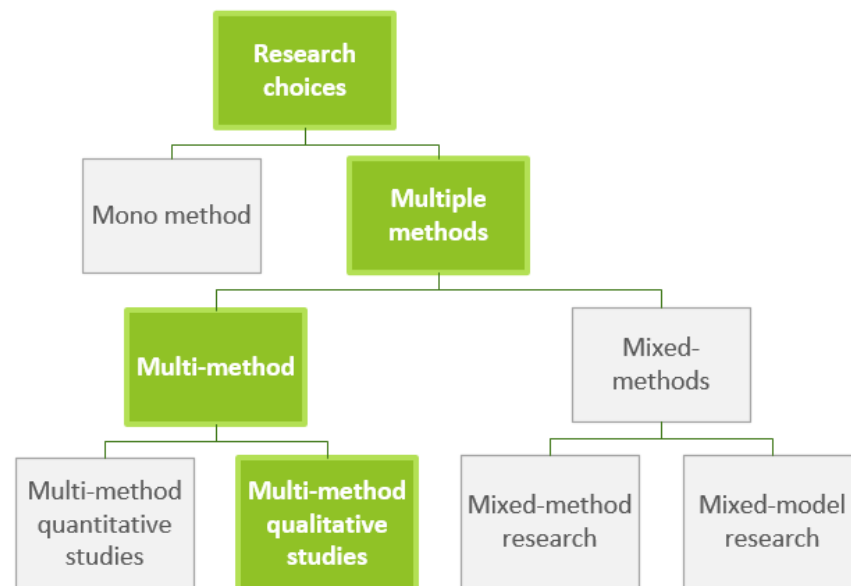 Research
choices
Mono method
Multiple
methods
Multi-method
Mixed-
methods
Multi-method
quantitative
studies
Multi-method
qualitative
studies
Mixed-method
research
Mixed-model
research